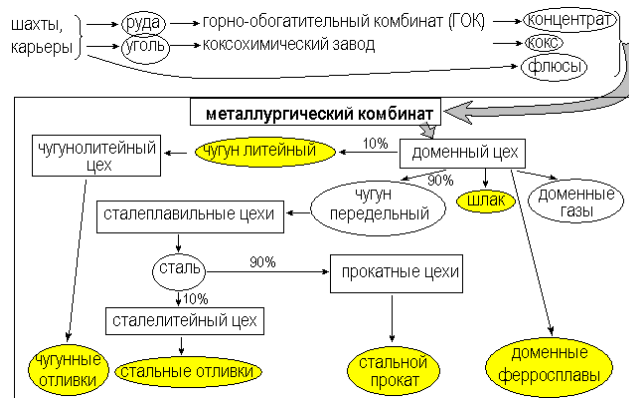 шахты,
карьеры
руда
горно-обогатительный комбинат (ГОК)
концентрат
уголь
коксохимический завод
кокс
флюсы
металлургический комбинат
чугунолитейный
цех
чугун литейный
10%
доменный цех
90%
чугун
передельный
шлак
доменные
газы
сталеплавильные цехи
сталь
90%
прокатные цехи
10%
сталелитейный цех
чугунные
отливки
стальные отливки
стальной
прокат
доменные
ферросплавы